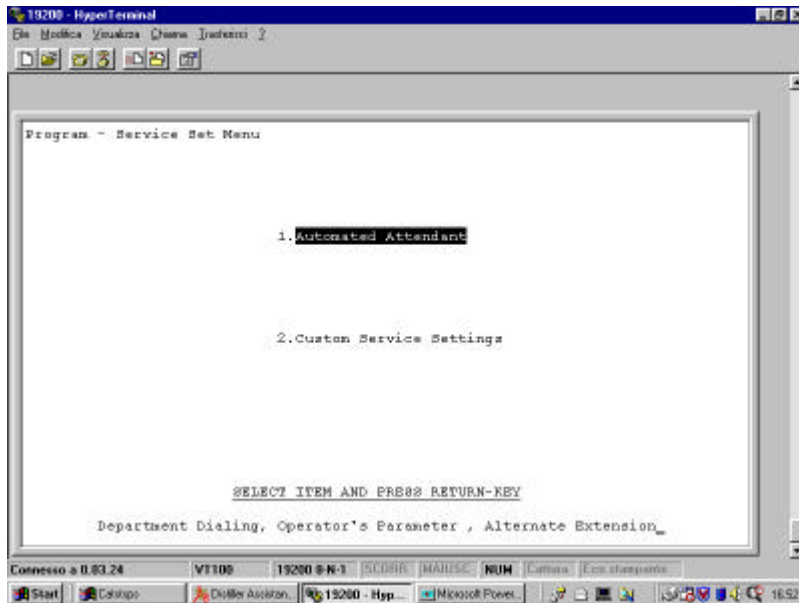 19200 - HyperTerminal
File Modifica Visualizza Chiama Trasferisci ?
Program - Service Set Menu
1.Automated Attendant
2.Custom Service Settings
SELECT ITEM AND PRESS RETURN-KEY
Department Dialing, Operator's Parameter , Alternate Extension_
Connesso a 0.03.24 VT100 19200 8-N-1 SCORR MAIUSC NUM Cattura Eco stampante
Start Distiller Assistan... 19200 - Hyp... Microsoft Power... 16.52